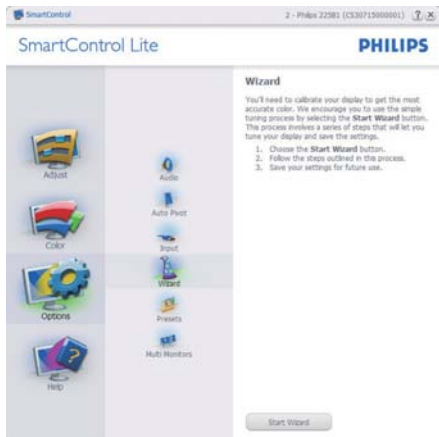 SmartControl
2 - Philips 225B1 (CS30715000001)
SmartControl Lite
PHILIPS
Adjust
Color
Options
Help
Audio
Auto Pivot
Input
Wizard
Presets
Multi Monitors
Wizard
You'll need to calibrate your display to get the most
accurate color. We encourage you to use the simple
tuning process by selecting the Start Wizard button.
This process involves a series of steps that will let you
tune your display and save the settings.
1. Choose the Start Wizard button.
2. Follow the steps outlined in this process.
3. Save your settings for future use.
Start Wizard